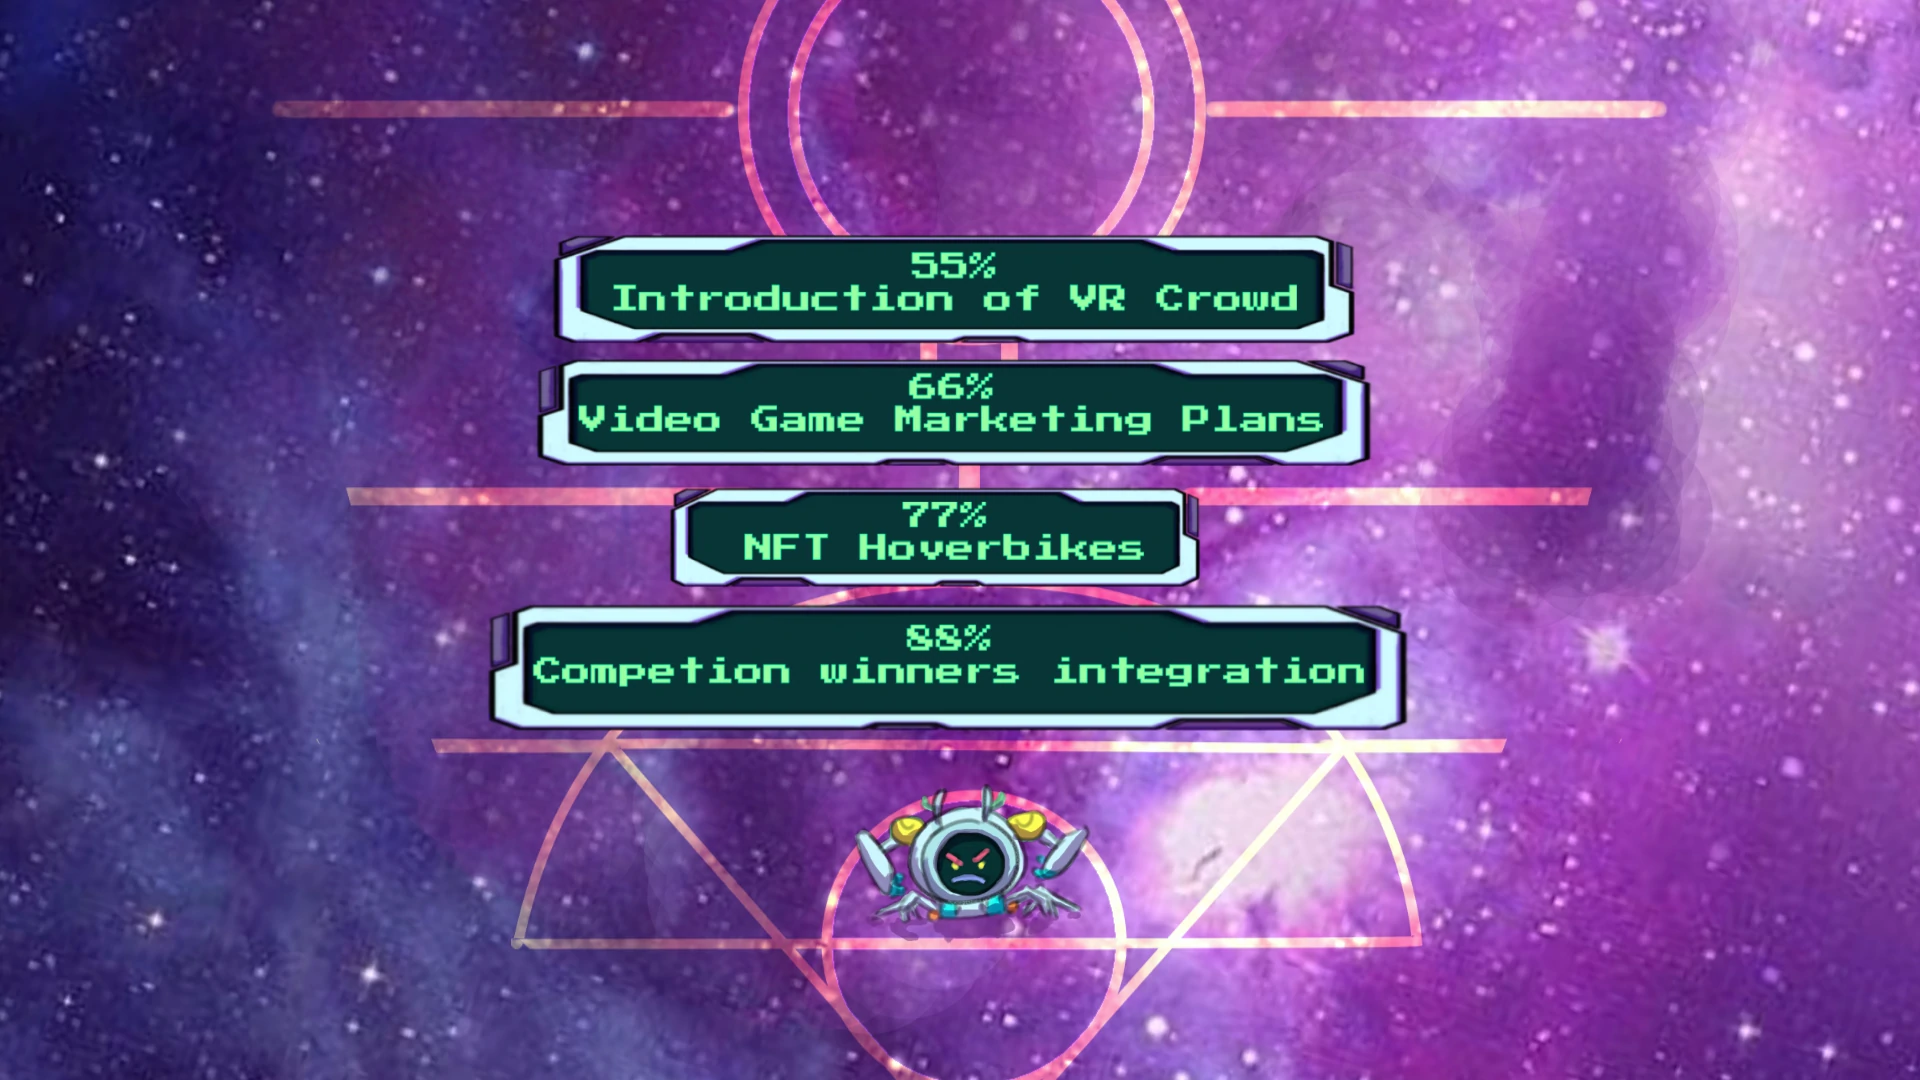 55%
Introduction of VR Crowd
66%
Video Game Marketing Plans
77%
NFT Hoverbikes
88%
Competion winners integration